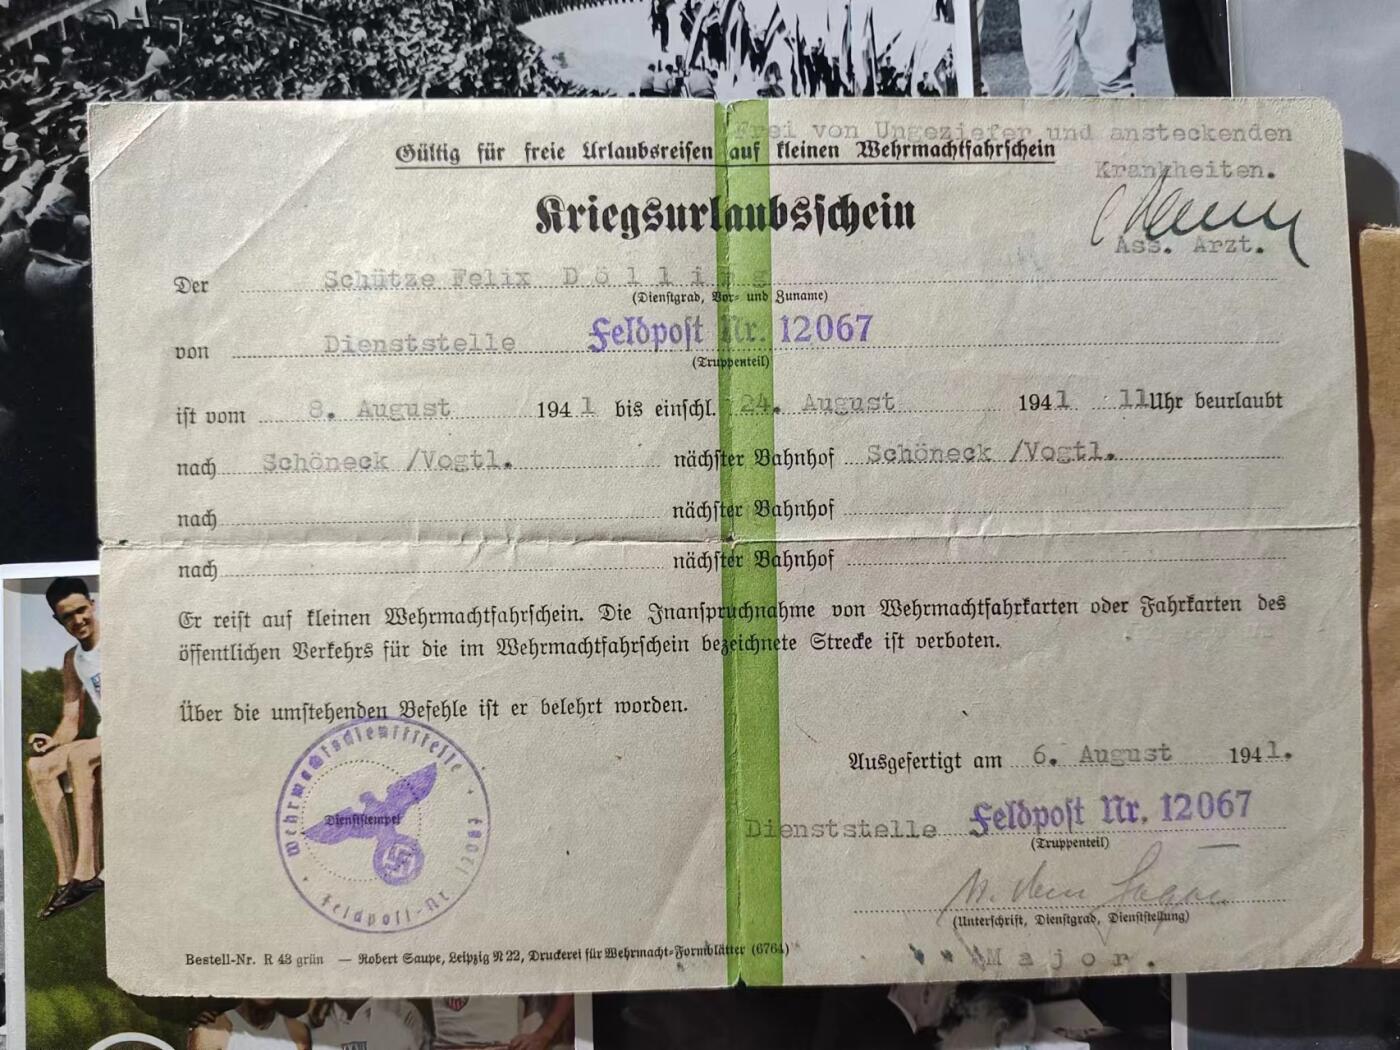 Frei von Ungeziefer und ansteckenden
Gültig für freie Urlaubsreisen auf kleinen Wehrmachtfahrschein
Krankheiten.
Kriegsurlaubsschein
Ass. Arzt.
Der Schütze Felix Dölling
(Dienstgrad, Vor- und Zuname)
von Dienststelle Feldpost Nr. 12067
(Truppenteil)
ist vom 8. August 1941 bis einschl. 24. August 1941 11 Uhr beurlaubt
nach Schöneck /Vogtl. nächster Bahnhof Schöneck /Vogtl.
nach nächster Bahnhof
nach nächster Bahnhof
Er reist auf kleinen Wehrmachtfahrschein. Die Inanspruchnahme von Wehrmachtfahrkarten oder Fahrkarten des
öffentlichen Verkehrs für die im Wehrmachtfahrschein bezeichnete Strecke ist verboten.
Über die umstehenden Befehle ist er belehrt worden.
Wehrmachtsdienststelle
Dienststempel
Feldpost-Nr. 12067
Ausgefertigt am 6. August 1941.
Dienststelle Feldpost Nr. 12067
(Truppenteil)
(Unterschrift, Dienstgrad, Dienststellung)
Major.
Bestell-Nr. R 43 grün — Robert Saupe, Leipzig N 22, Druckerei für Wehrmacht-Formblätter (6764)